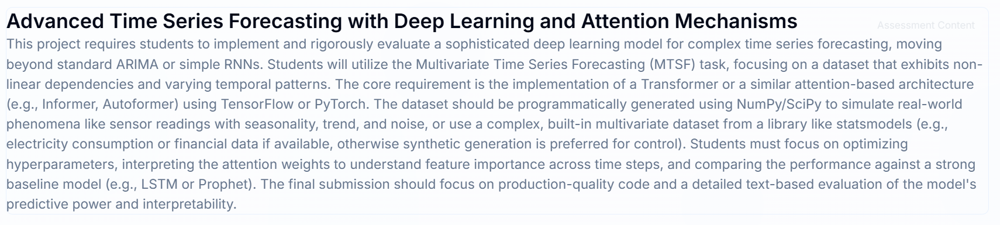 Advanced Time Series Forecasting with Deep Learning and Attention Mechanisms
Assessment Content
This project requires students to implement and rigorously evaluate a sophisticated deep learning model for complex time series forecasting, moving
beyond standard ARIMA or simple RNNs. Students will utilize the Multivariate Time Series Forecasting (MTSF) task, focusing on a dataset that exhibits non-
linear dependencies and varying temporal patterns. The core requirement is the implementation of a Transformer or a similar attention-based architecture
(e.g., Informer, Autoformer) using TensorFlow or PyTorch. The dataset should be programmatically generated using NumPy/SciPy to simulate real-world
phenomena like sensor readings with seasonality, trend, and noise, or use a complex, built-in multivariate dataset from a library like statsmodels (e.g.,
electricity consumption or financial data if available, otherwise synthetic generation is preferred for control). Students must focus on optimizing
hyperparameters, interpreting the attention weights to understand feature importance across time steps, and comparing the performance against a strong
baseline model (e.g., LSTM or Prophet). The final submission should focus on production-quality code and a detailed text-based evaluation of the model's
predictive power and interpretability.